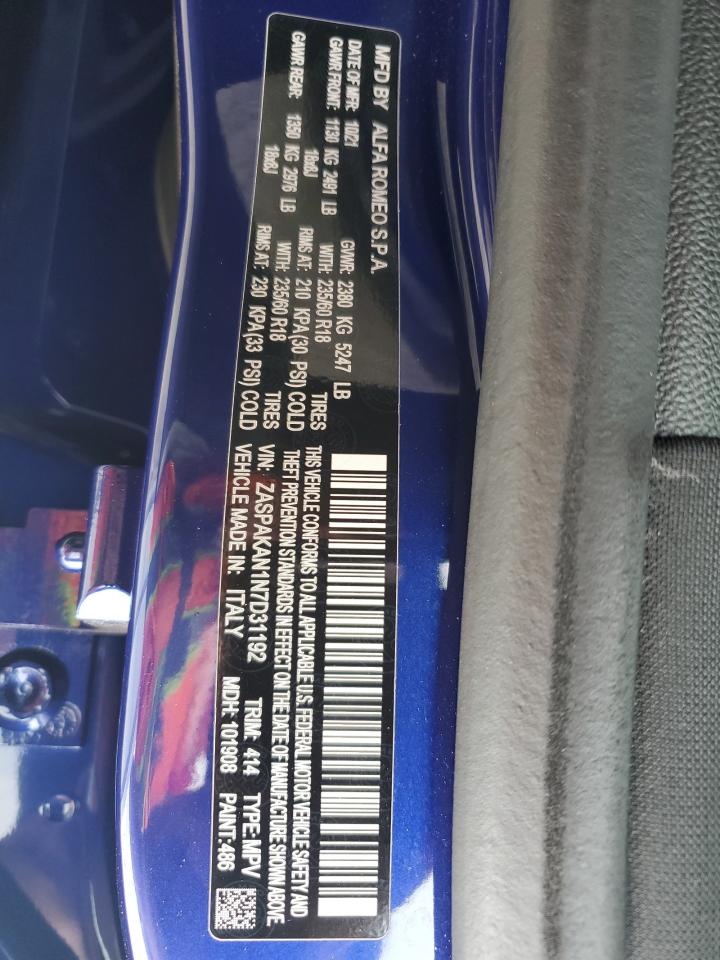 MFD BY ALFA ROMEO S.P.A.
DATE OF MFR: 10/21 GVWR: 2380 KG 5247 LB
GAWR FRONT: 1130 KG 2491 LB WITH: 235/60 R18 TIRES
18x8J RIMS AT: 210 KPA(30 PSI) COLD
GAWR REAR: 1350 KG 2976 LB WITH: 235/60 R18 TIRES
18x8J RIMS AT: 230 KPA(33 PSI) COLD
THIS VEHICLE CONFORMS TO ALL APPLICABLE U.S. FEDERAL MOTOR VEHICLE SAFETY AND
THEFT PREVENTION STANDARDS IN EFFECT ON THE DATE OF MANUFACTURE SHOWN ABOVE
VIN: ZASPAKAN1N7D31192 TRIM: 414 TYPE:MPV
VEHICLE MADE IN: ITALY MDH: 101908 PAINT:486